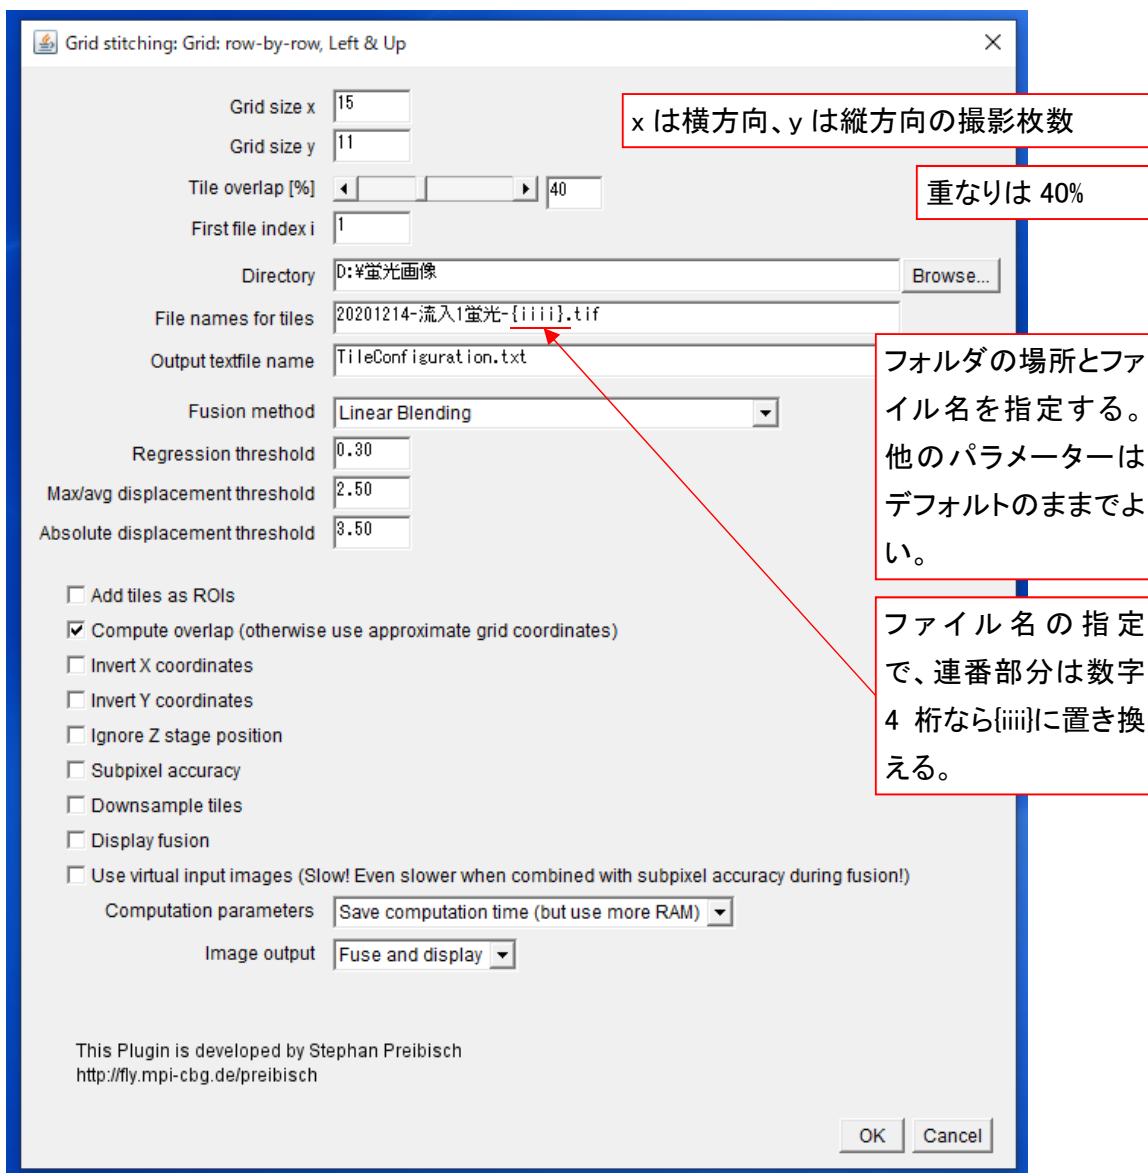 Grid stitching: Grid: row-by-row, Left & Up
Grid size x 15
x は横方向、y は縦方向の撮影枚数
Grid size y 11
Tile overlap [%] 40
重なりは 40%
First file index i 1
Directory D:¥蛍光画像 Browse...
File names for tiles 20201214-流入1蛍光-{iiii}.tif
Output textfile name TileConfiguration.txt
フォルダの場所とファ
イル名を指定する。
他のパラメーターは
デフォルトのままでよ
い。
Fusion method Linear Blending
Regression threshold 0.30
Max/avg displacement threshold 2.50
Absolute displacement threshold 3.50
Add tiles as ROIs
Compute overlap (otherwise use approximate grid coordinates)
ファイル名の指定
で、連番部分は数字
4 桁なら{iiii}に置き換
える。
Invert X coordinates
Invert Y coordinates
Ignore Z stage position
Subpixel accuracy
Downsample tiles
Display fusion
Use virtual input images (Slow! Even slower when combined with subpixel accuracy during fusion!)
Computation parameters Save computation time (but use more RAM)
Image output Fuse and display
This Plugin is developed by Stephan Preibisch
http://fly.mpi-cbg.de/preibisch
OK Cancel